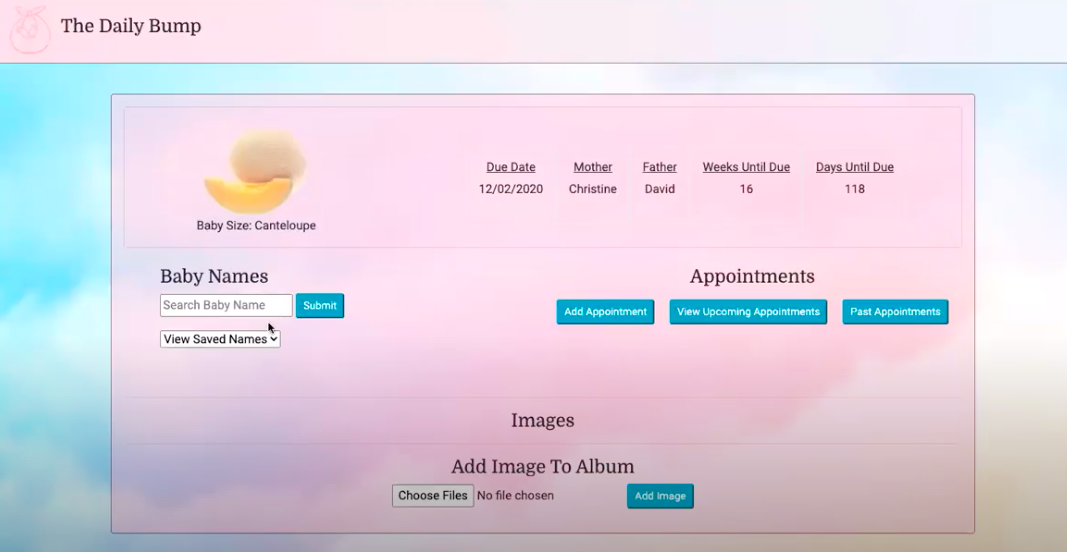 The Daily Bump
Due Date Mother Father Weeks Until Due Days Until Due
12/02/2020 Christine David 16 118
Baby Size: Canteloupe
Baby Names
Search Baby Name Submit
View Saved Names
Appointments
Add Appointment View Upcoming Appointments Past Appointments
Images
Add Image To Album
Choose Files No file chosen Add Image